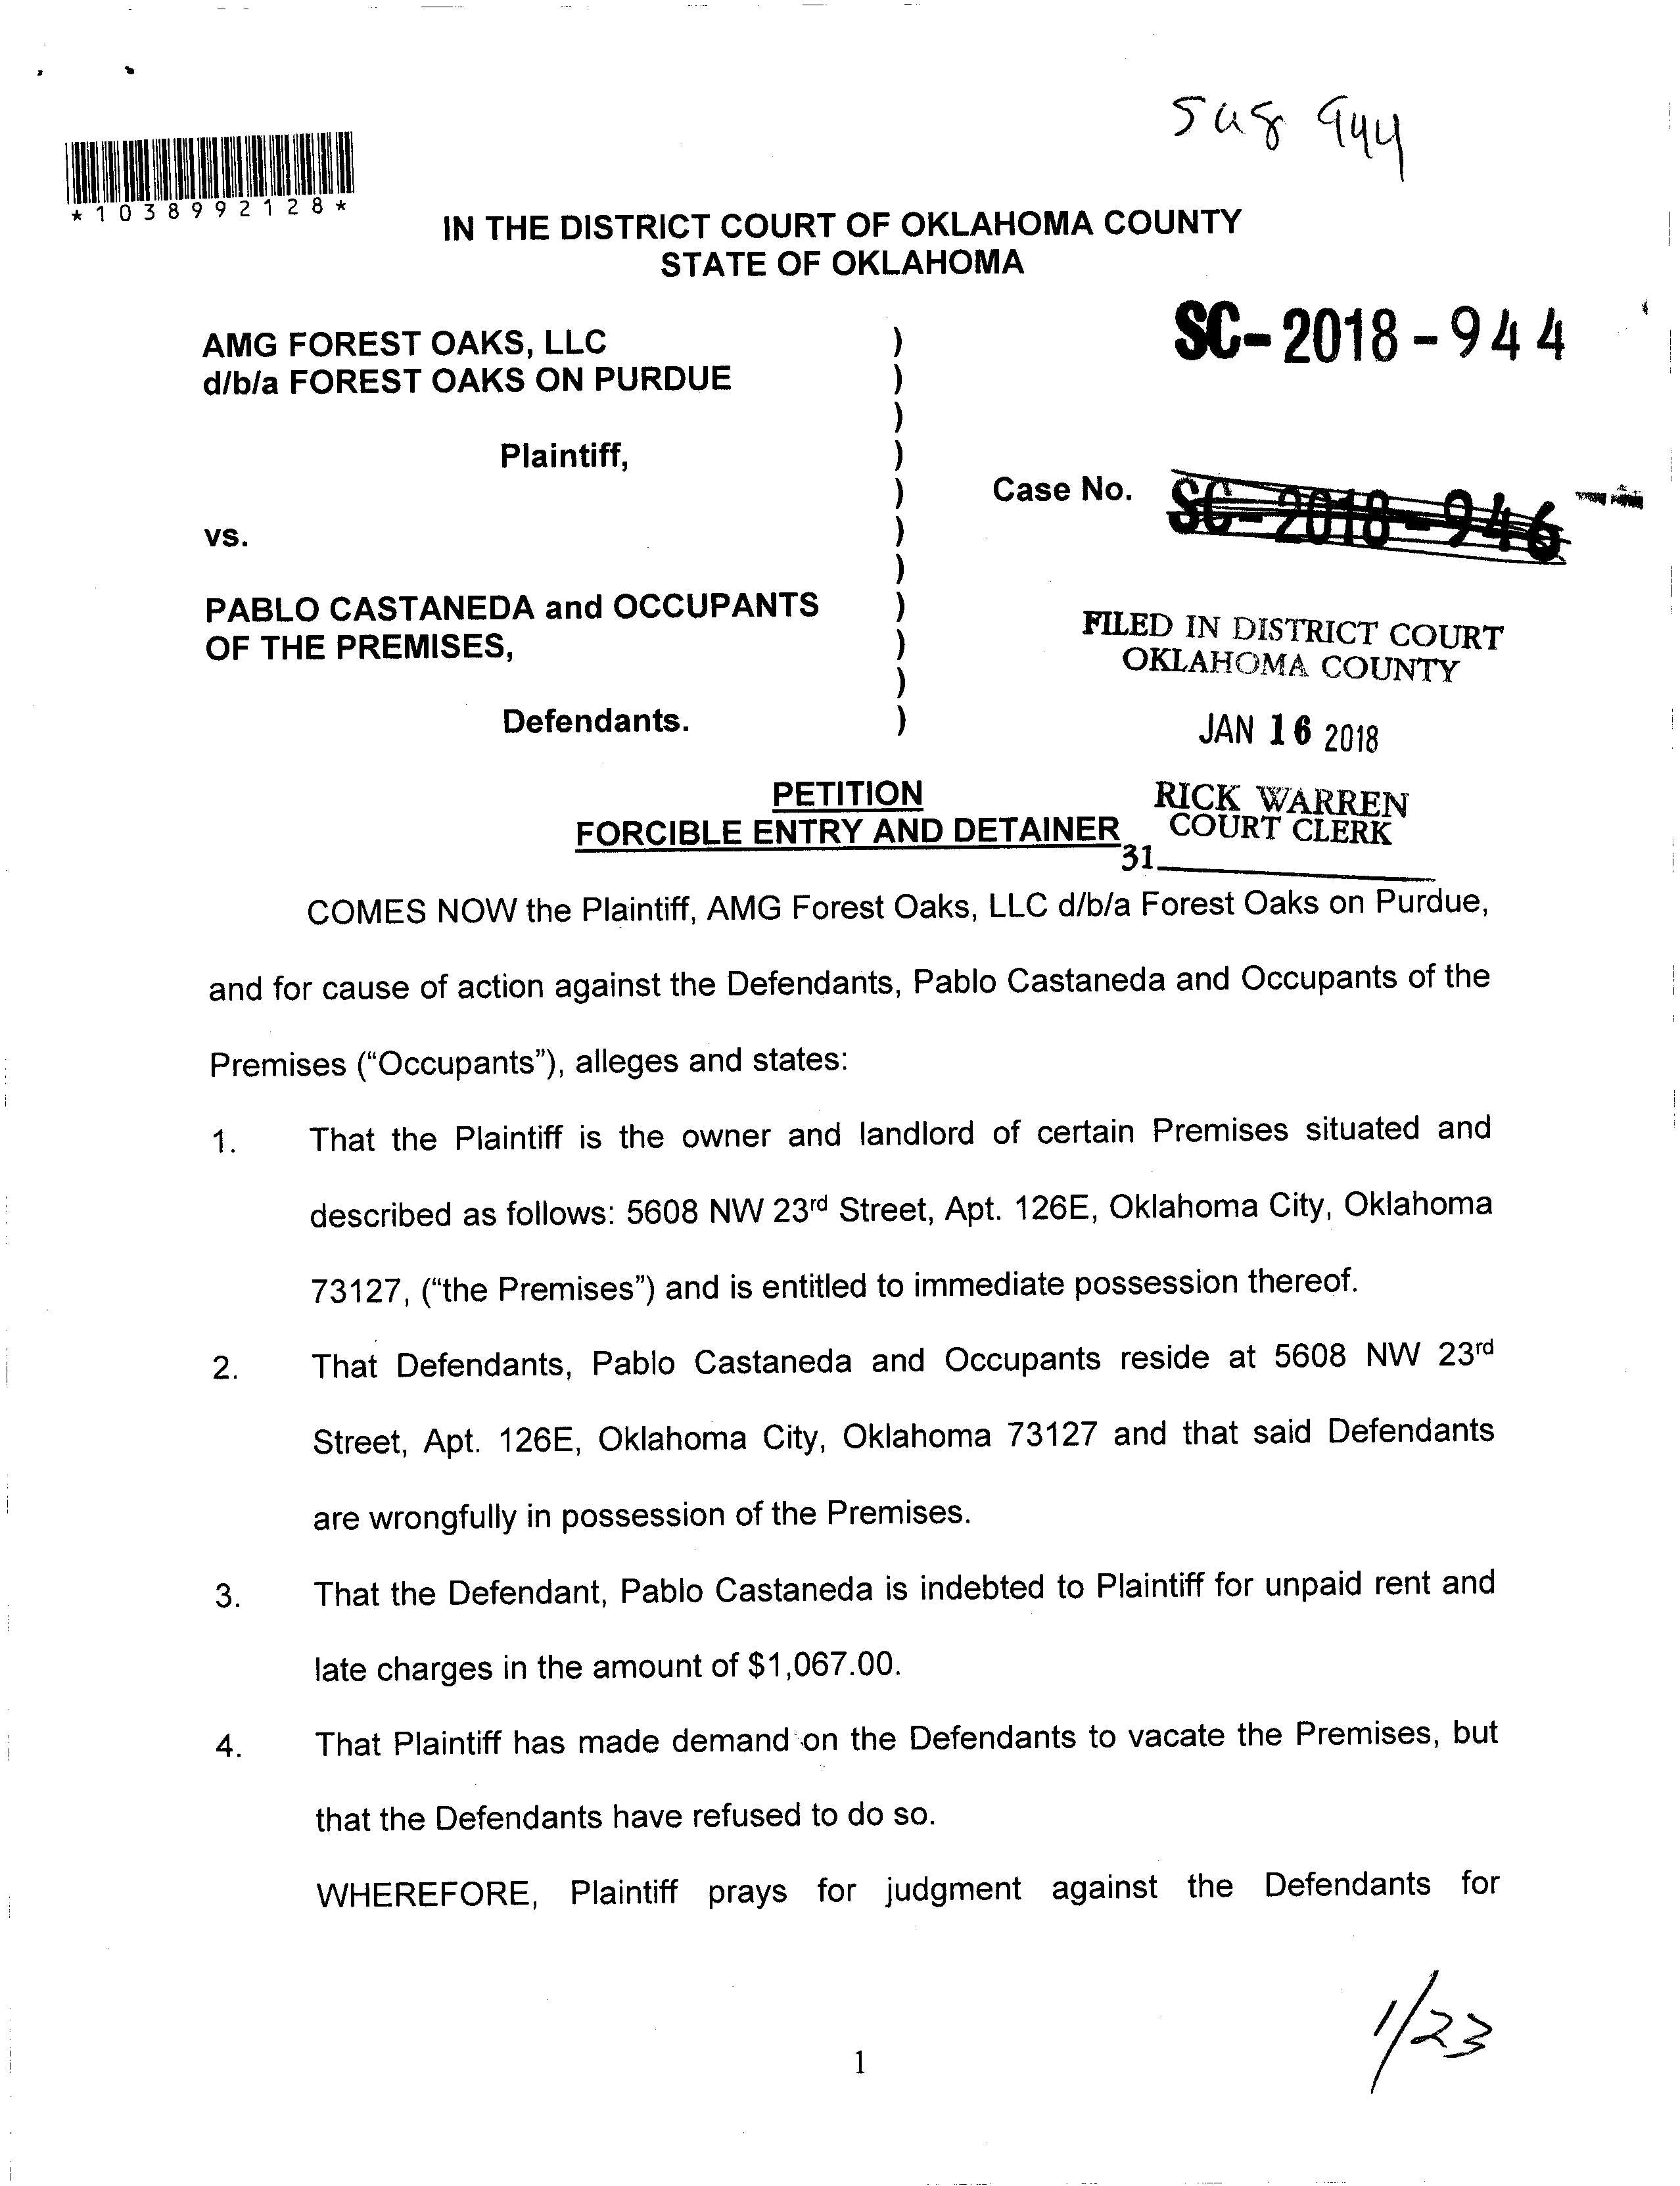 944
*1038992128*
IN THE DISTRICT COURT OF OKLAHOMA COUNTY
STATE OF OKLAHOMA
SC-2018-944
AMG FOREST OAKS, LLC )
d/b/a FOREST OAKS ON PURDUE )
)
Plaintiff, )
) Case No. SC-2018-946
vs. )
)
PABLO CASTANEDA and OCCUPANTS )
OF THE PREMISES, )
)
Defendants. )
FILED IN DISTRICT COURT
OKLAHOMA COUNTY
JAN 16 2018
RICK WARREN
COURT CLERK
31
PETITION
FORCIBLE ENTRY AND DETAINER
COMES NOW the Plaintiff, AMG Forest Oaks, LLC d/b/a Forest Oaks on Purdue,
and for cause of action against the Defendants, Pablo Castaneda and Occupants of the
Premises (“Occupants”), alleges and states:
1. That the Plaintiff is the owner and landlord of certain Premises situated and
described as follows: 5608 NW 23rd Street, Apt. 126E, Oklahoma City, Oklahoma
73127, (“the Premises”) and is entitled to immediate possession thereof.
2. That Defendants, Pablo Castaneda and Occupants reside at 5608 NW 23rd
Street, Apt. 126E, Oklahoma City, Oklahoma 73127 and that said Defendants
are wrongfully in possession of the Premises.
3. That the Defendant, Pablo Castaneda is indebted to Plaintiff for unpaid rent and
late charges in the amount of $1,067.00.
4. That Plaintiff has made demand on the Defendants to vacate the Premises, but
that the Defendants have refused to do so.
WHEREFORE, Plaintiff prays for judgment against the Defendants for
1/23
1